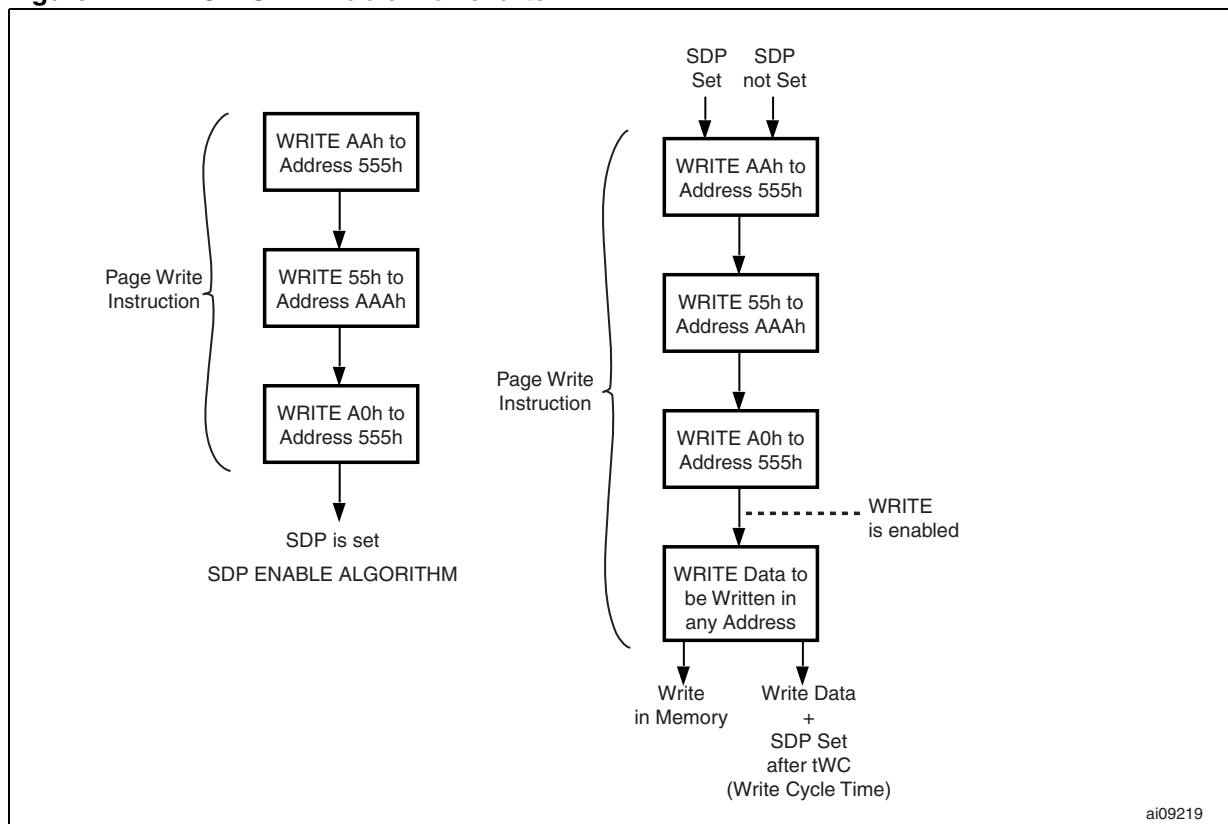 WRITE AAh to
Address 555h
WRITE 55h to
Address AAAh
WRITE A0h to
Address 555h
Page Write
Instruction
SDP is set
SDP ENABLE ALGORITHM
SDP
Set
SDP
not Set
WRITE AAh to
Address 555h
WRITE 55h to
Address AAAh
Page Write
Instruction
WRITE A0h to
Address 555h
WRITE
is enabled
WRITE Data to
be Written in
any Address
Write
in Memory
Write Data
+
SDP Set
after tWC
(Write Cycle Time)
ai09219